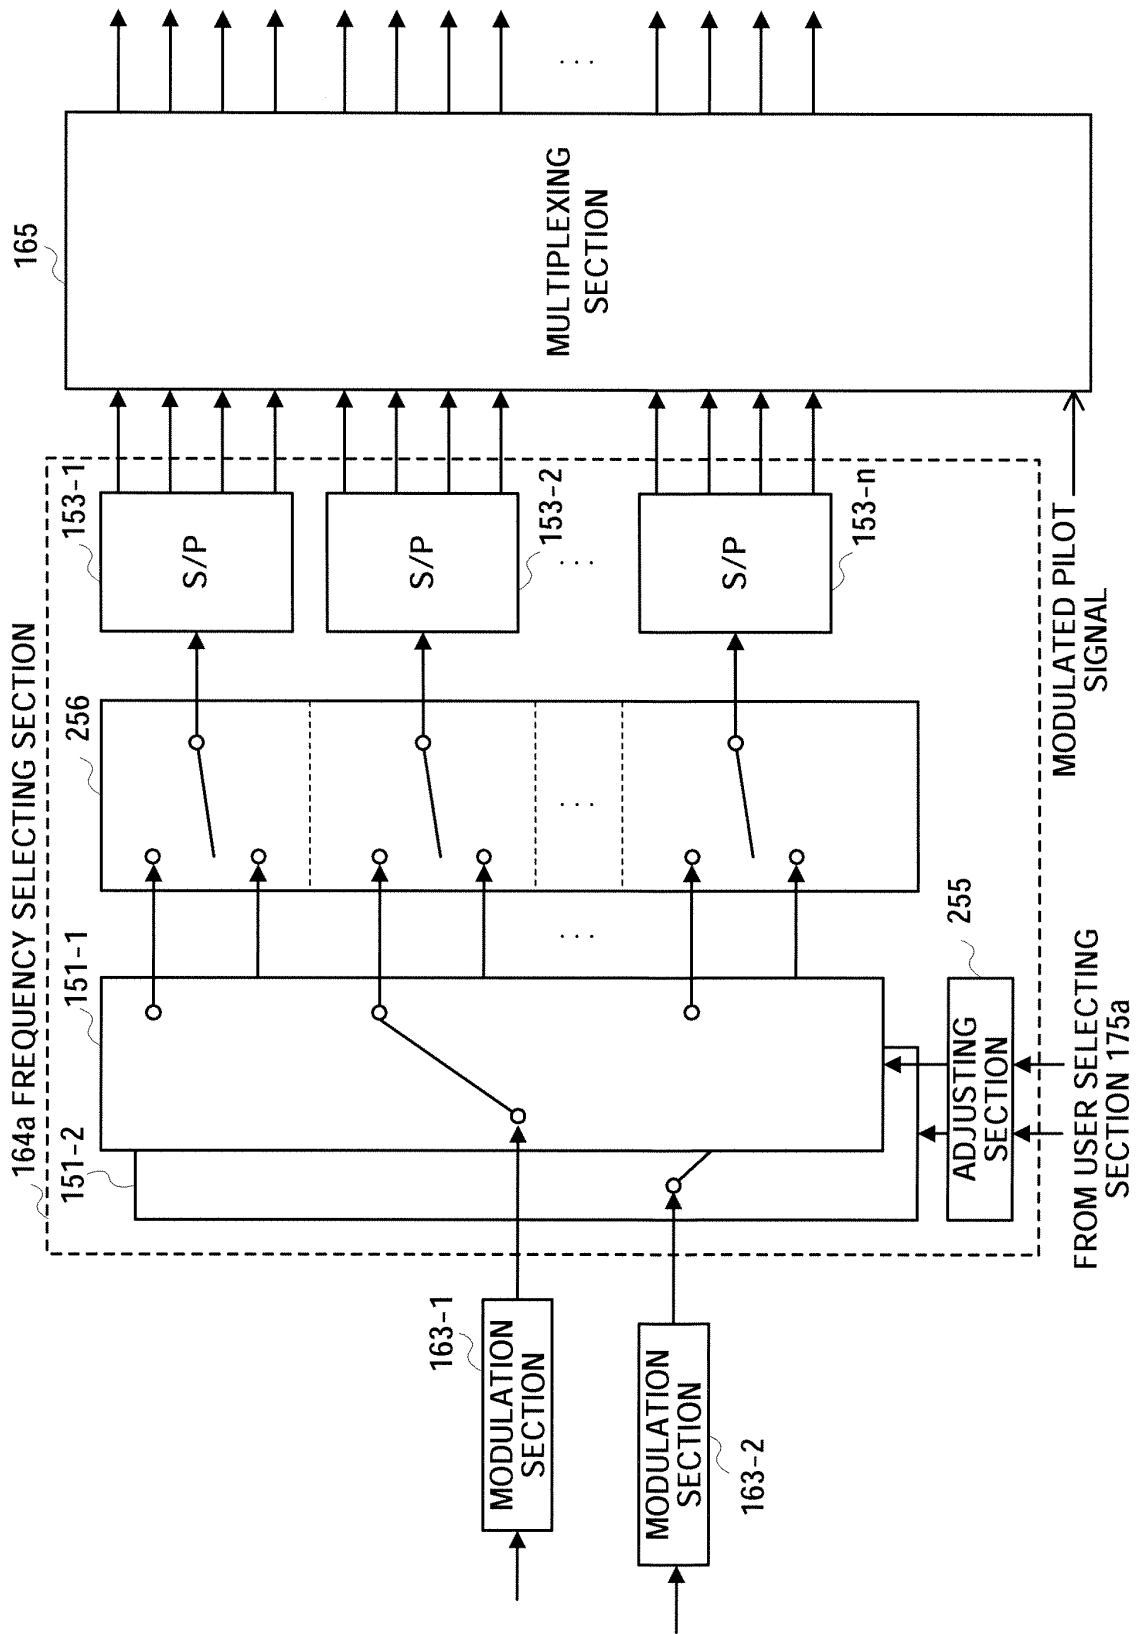 164a FREQUENCY SELECTING SECTION
163-1
MODULATION
SECTION
MODULATION
SECTION
163-2
151-2
151-1
256
153-1
S/P
S/P
153-2
...
...
...
S/P
153-n
255
ADJUSTING
SECTION
FROM USER SELECTING
SECTION 175a
MODULATED PILOT
SIGNAL
165
MULTIPLEXING
SECTION
...